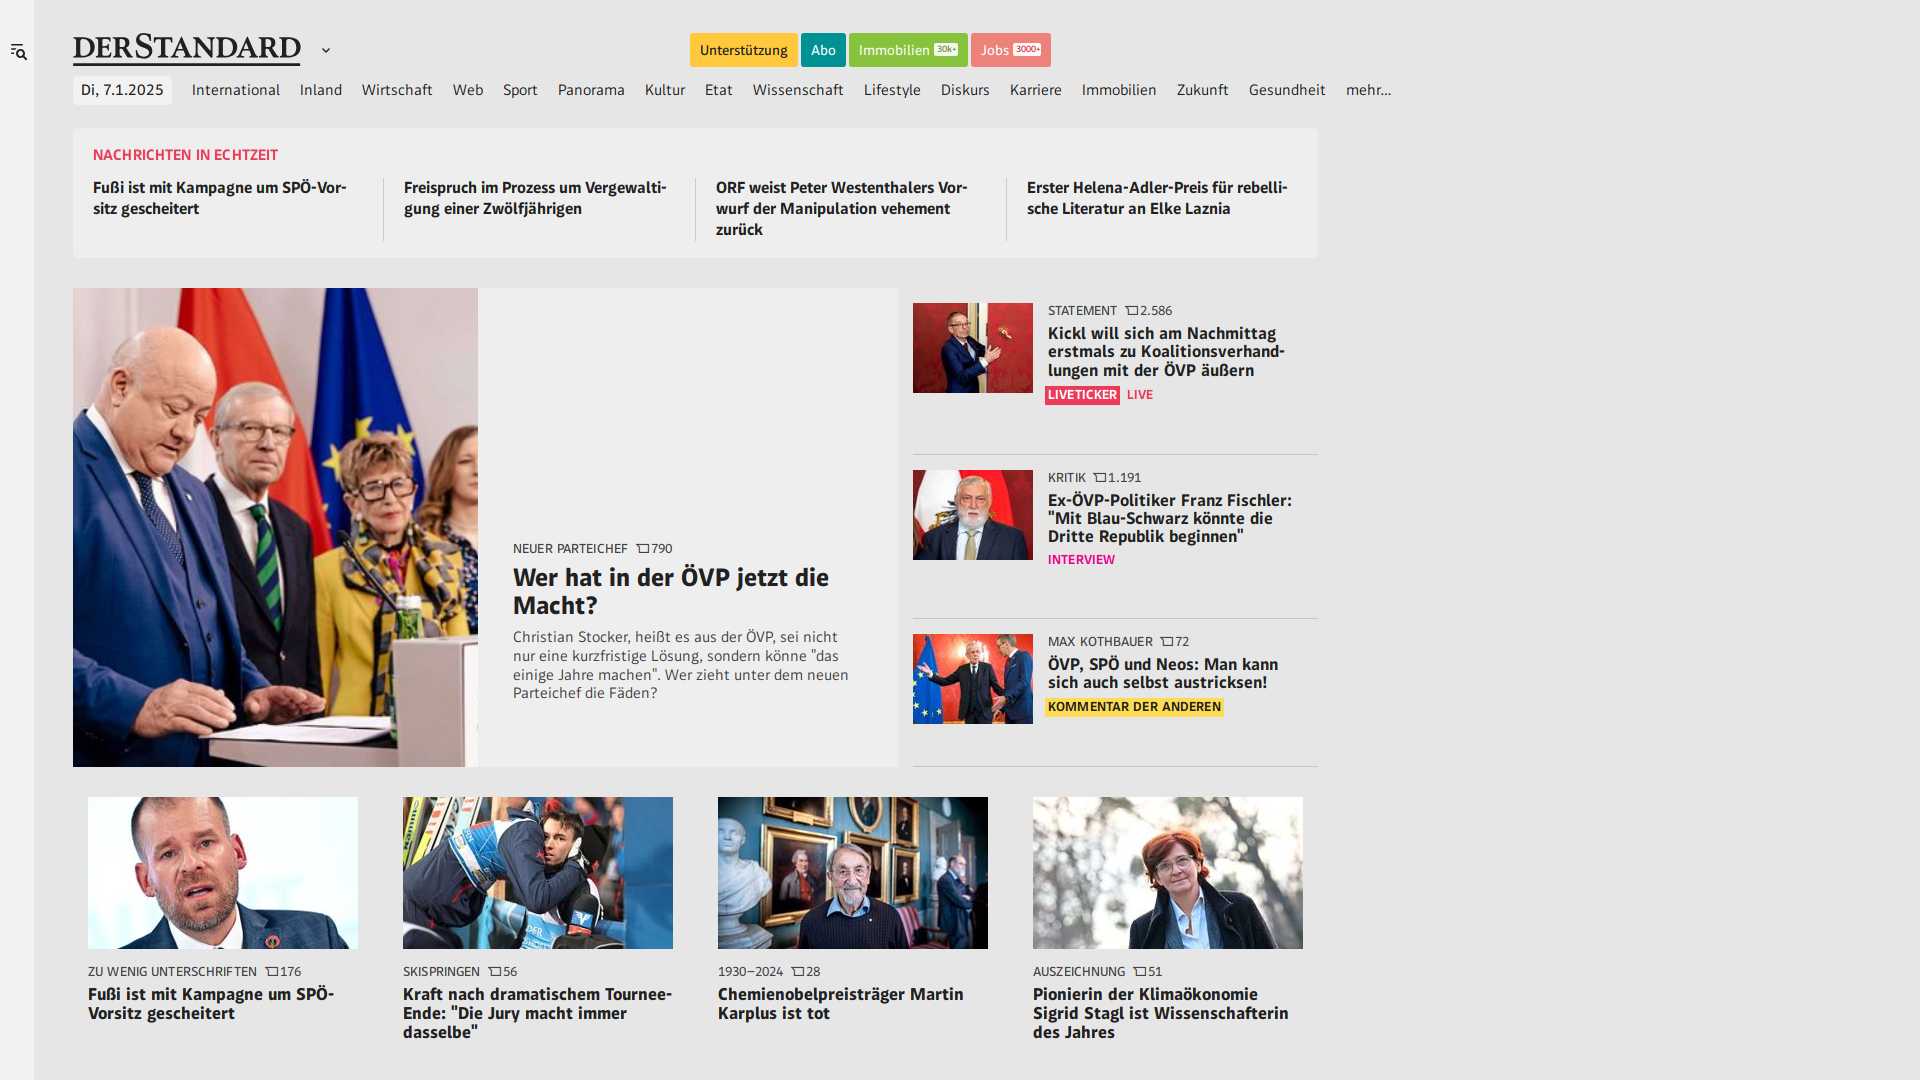 DERSTANDARD
Unterstützung
Abo
Immobilien 30k+
Jobs 3000+
Di, 7.1.2025
International
Inland
Wirtschaft
Web
Sport
Panorama
Kultur
Etat
Wissenschaft
Lifestyle
Diskurs
Karriere
Immobilien
Zukunft
Gesundheit
mehr...
NACHRICHTEN IN ECHTZEIT
Fußi ist mit Kampagne um SPÖ-Vor-
sitz gescheitert
Freispruch im Prozess um Vergewalti-
gung einer Zwölfjährigen
ORF weist Peter Westenthalers Vor-
wurf der Manipulation vehement
zurück
Erster Helena-Adler-Preis für rebelli-
sche Literatur an Elke Laznia
NEUER PARTEICHEF 790
Wer hat in der ÖVP jetzt die
Macht?
Christian Stocker, heißt es aus der ÖVP, sei nicht
nur eine kurzfristige Lösung, sondern könne "das
einige Jahre machen". Wer zieht unter dem neuen
Parteichef die Fäden?
STATEMENT 2.586
Kickl will sich am Nachmittag
erstmals zu Koalitionsverhand-
lungen mit der ÖVP äußern
LIVETICKER LIVE
KRITIK 1.191
Ex-ÖVP-Politiker Franz Fischler:
"Mit Blau-Schwarz könnte die
Dritte Republik beginnen"
INTERVIEW
MAX KOTHBAUER 72
ÖVP, SPÖ und Neos: Man kann
sich auch selbst austricksen!
KOMMENTAR DER ANDEREN
ZU WENIG UNTERSCHRIFTEN 176
Fußi ist mit Kampagne um SPÖ-
Vorsitz gescheitert
SKISPRINGEN 56
Kraft nach dramatischem Tournee-
Ende: "Die Jury macht immer
dasselbe"
1930–2024 28
Chemienobelpreisträger Martin
Karplus ist tot
AUSZEICHNUNG 51
Pionierin der Klimaökonomie
Sigrid Stagl ist Wissenschafterin
des Jahres